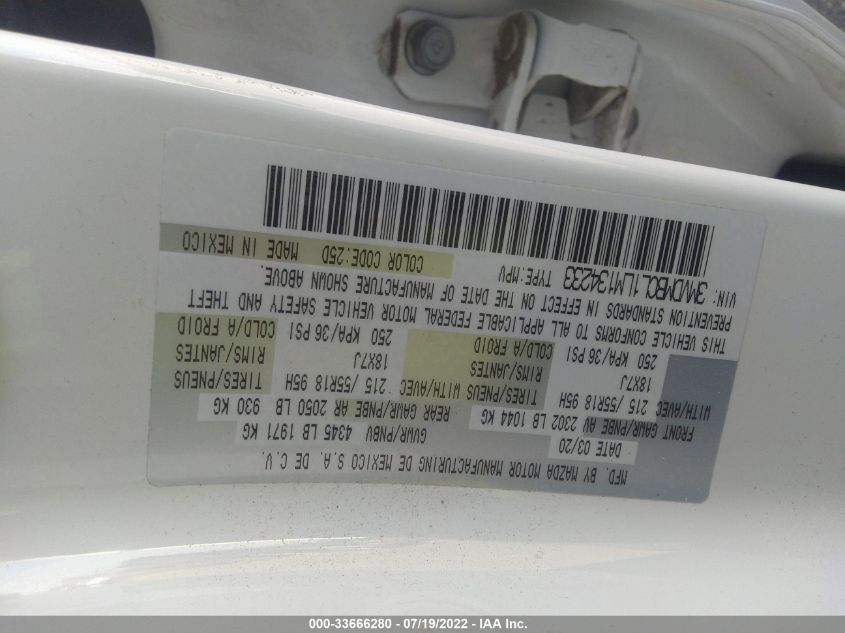 MFD. BY MAZDA MOTOR MANUFACTURING DE MEXICO S.A. DE C.V.
DATE 03/20 GVWR/PNBV 4345 LB 1971 KG
FRONT GAWR/PNBE AV 2302 LB 1044 KG REAR GAWR/PNBE AR 2050 LB 930 KG
WITH/AVEC 215 /55R18 95H TIRES/PNEUS WITH/AVEC 215 /55R18 95H TIRES/PNEUS
18X7J RIMS/JANTES 18X7J RIMS/JANTES
250 KPA/36 PSI COLD/A FROID 250 KPA/36 PSI COLD/A FROID
THIS VEHICLE CONFORMS TO ALL APPLICABLE FEDERAL MOTOR VEHICLE SAFETY AND THEFT
PREVENTION STANDARDS IN EFFECT ON THE DATE OF MANUFACTURE SHOWN ABOVE.
VIN: 3MVDMBCL1LM134233 TYPE:MPV COLOR CODE:25D MADE IN MEXICO
000-33666280 - 07/19/2022 - IAA Inc.